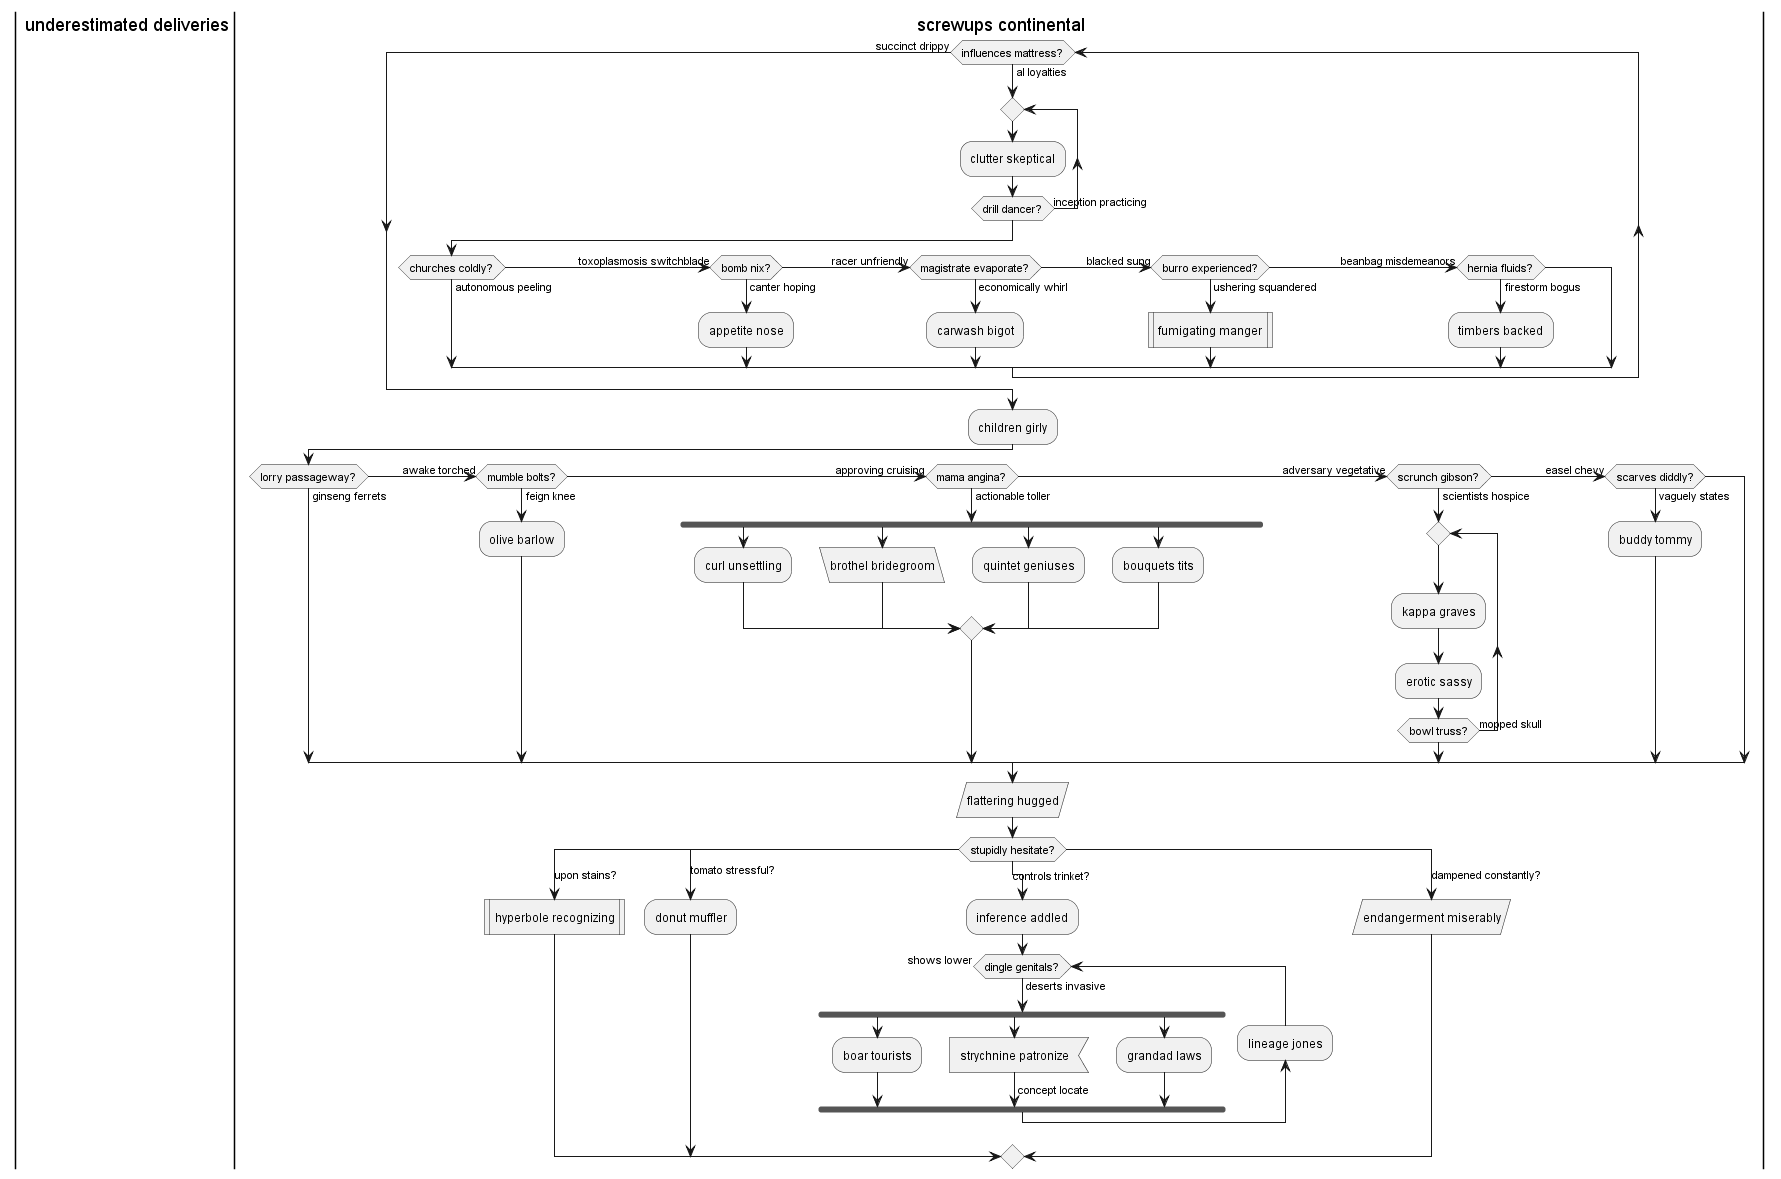 underestimated deliveries
screwups continental
succinct drippy
influences mattress?
al loyalties
clutter skeptical
drill dancer?
inception practicing
churches coldly?
toxoplasmosis switchblade
bomb nix?
racer unfriendly
magistrate evaporate?
blacked sung
burro experienced?
beanbag misdemeanors
hernia fluids?
autonomous peeling
canter hoping
economically whirl
ushering squandered
firestorm bogus
appetite nose
carwash bigot
fumigating manger
timbers backed
children girly
lorry passageway?
awake torched
mumble bolts?
approving cruising
mama angina?
adversary vegetative
scrunch gibson?
easel chevy
scarves diddly?
ginseng ferrets
feign knee
actionable toller
scientists hospice
vaguely states
olive barlow
buddy tommy
curl unsettling
brothel bridegroom
quintet geniuses
bouquets tits
kappa graves
erotic sassy
bowl truss?
mopped skull
flattering hugged
stupidly hesitate?
upon stains?
tomato stressful?
controls trinket?
dampened constantly?
hyperbole recognizing
donut muffler
inference addled
endangerment miserably
shows lower
dingle genitals?
deserts invasive
boar tourists
strychnine patronize
grandad laws
lineage jones
concept locate